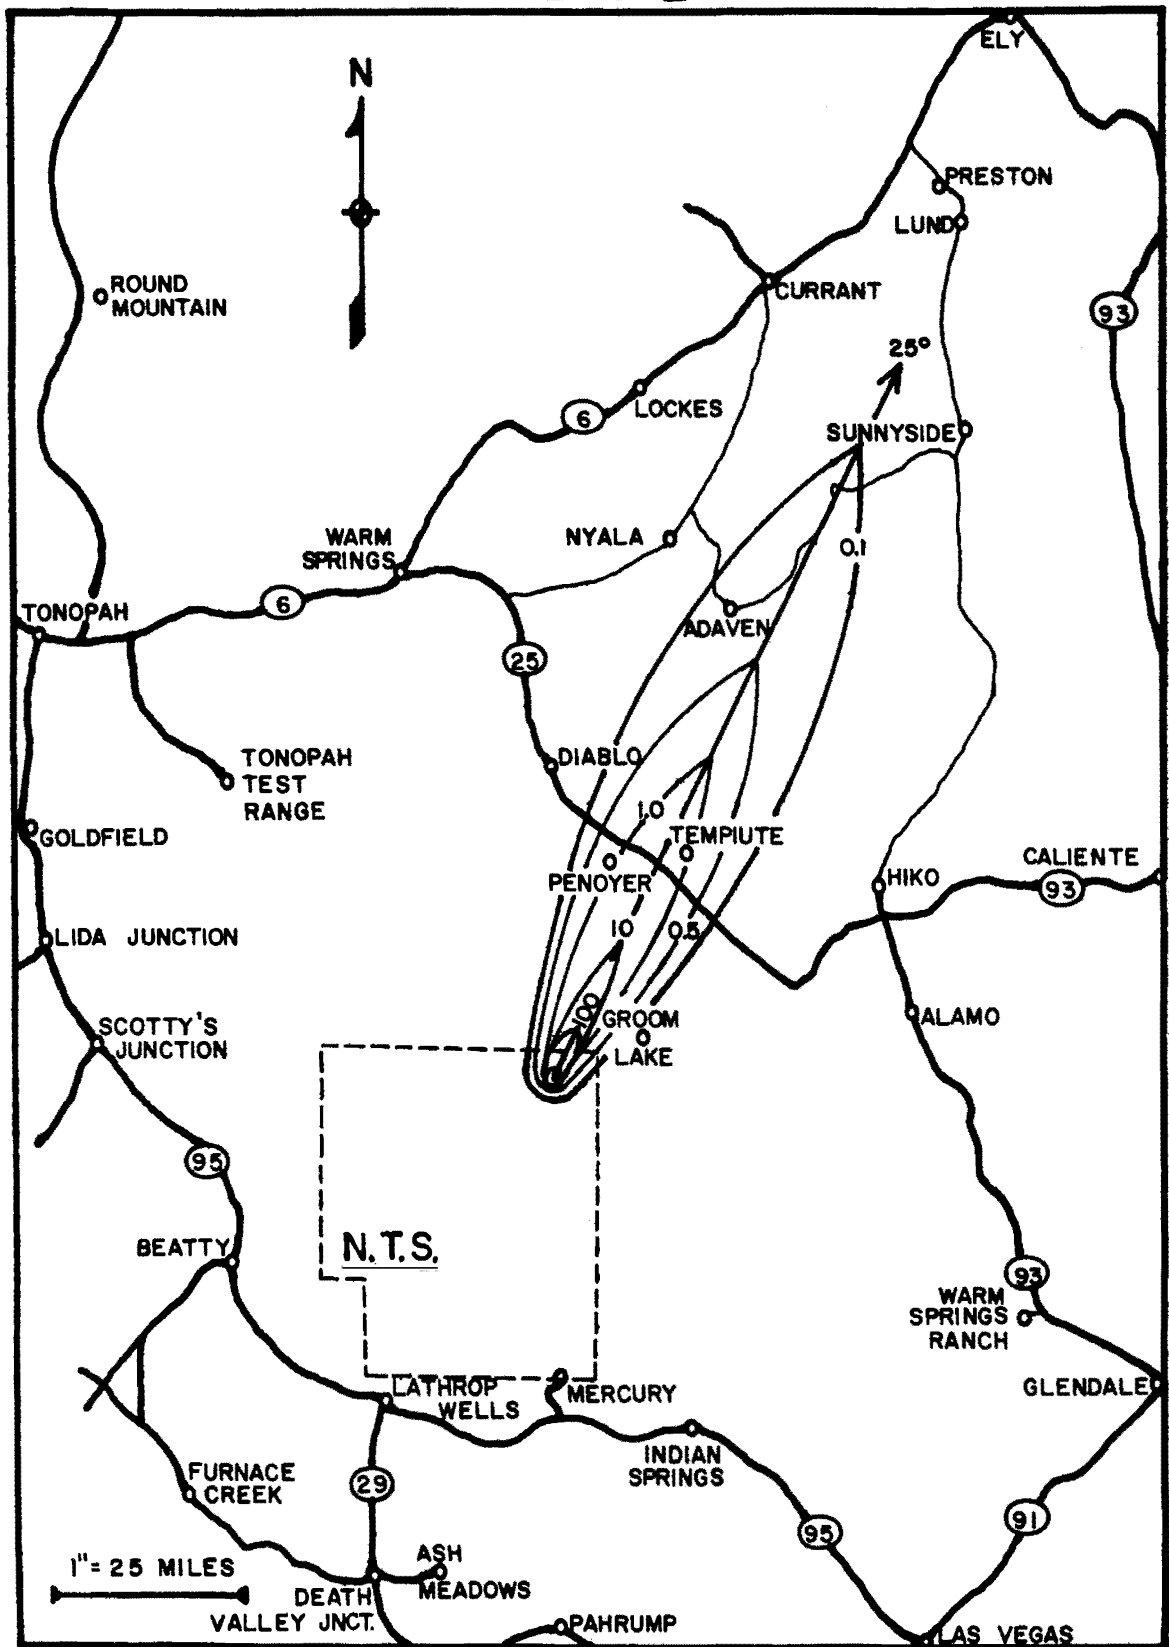 ELY
N
PRESTON
LUND
ROUND
MOUNTAIN
CURRANT
93
25°
LOCKES
6
SUNNYSIDE
WARM
SPRINGS
NYALA
0.1
6
TONOPAH
ADAVEN
25
DIABLO
TONOPAH
TEST
RANGE
1.0
TEMPIUTE
GOLDFIELD
PENOYER
HIKO
CALIENTE
93
10
0.5
LIDA JUNCTION
100
GROOM
LAKE
ALAMO
SCOTTY'S
JUNCTION
95
BEATTY
N.T.S.
93
WARM
SPRINGS
RANCH
LATHROP
WELLS
MERCURY
GLENDALE
INDIAN
SPRINGS
FURNACE
CREEK
29
95
91
1"= 25 MILES
ASH
MEADOWS
DEATH
VALLEY JNCT.
PAHRUMP
LAS VEGAS